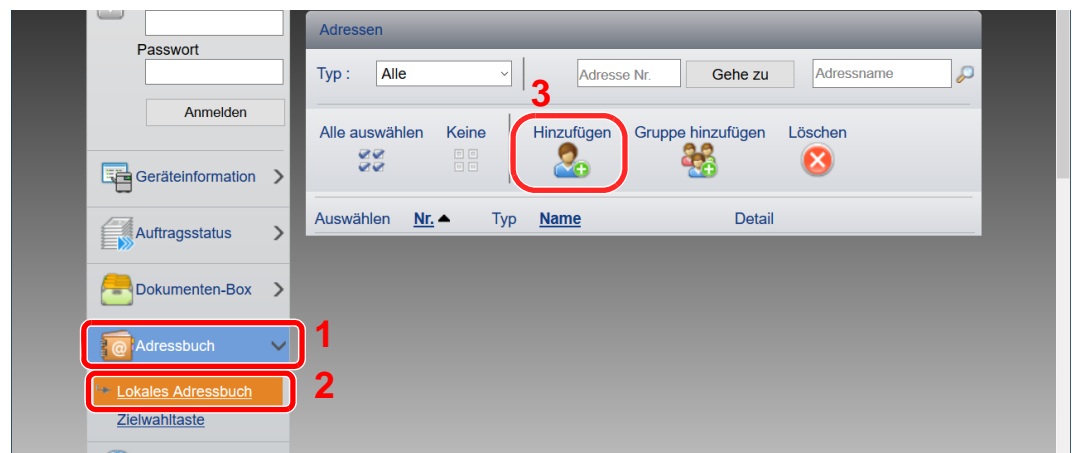 Passwort
Anmelden
Geräteinformation
Auftragsstatus
Dokumenten-Box
Adressbuch
1
Lokales Adressbuch
2
Zielwahltaste
Adressen
Typ : Alle Adresse Nr. Gehe zu Adressname
3
Alle auswählen Keine Hinzufügen Gruppe hinzufügen Löschen
Auswählen Nr. Typ Name Detail